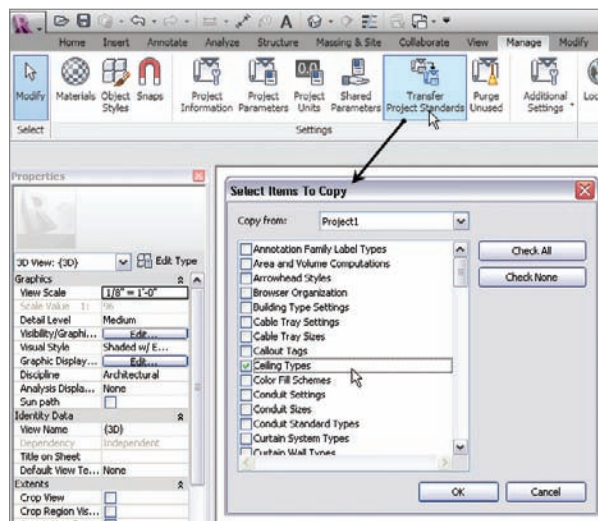 Home Insert Annotate Analyze Structure Massing & Site Collaborate View Manage Modify
Modify Materials Object Styles Snaps Project Information Project Parameters Project Units Shared Parameters Transfer Project Standards Purge Unused Additional Settings
Select Settings
Properties
3D View: {3D} Edit Type
Graphics
View Scale 1/8" = 1'-0"
Scale Value 1: 96
Detail Level Medium
Visibility/Graphi... Edit...
Visual Style Shaded w/ E...
Graphic Display... Edit...
Discipline Architectural
Analysis Displa... None
Sun path
Identity Data
View Name {3D}
Dependency Independent
Title on Sheet
Default View Te... None
Extents
Crop View
Crop Region Vis...
Select Items To Copy
Copy from: Project1
Annotation Family Label Types
Area and Volume Computations
Arrowhead Styles
Browser Organization
Building Type Settings
Cable Tray Settings
Cable Tray Sizes
Callout Tags
Ceiling Types
Color Fill Schemes
Conduit Settings
Conduit Sizes
Conduit Standard Types
Curtain System Types
Curtain Wall Types
Check All
Check None
OK Cancel